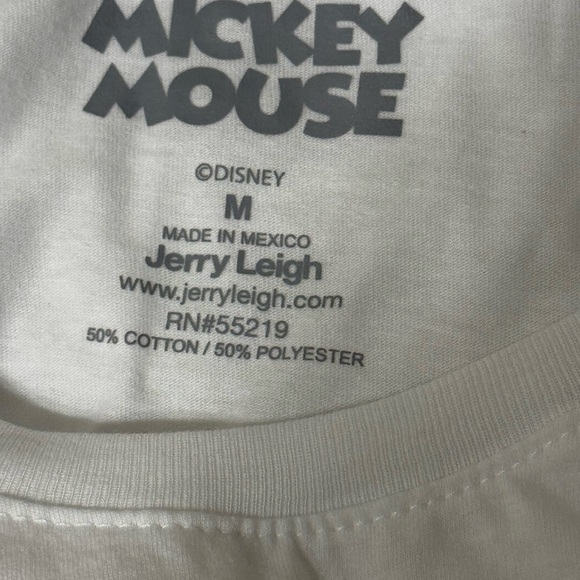 MICKEY
MOUSE
©DISNEY
M
MADE IN MEXICO
Jerry Leigh
www.jerryleigh.com
RN#55219
50% COTTON / 50% POLYESTER